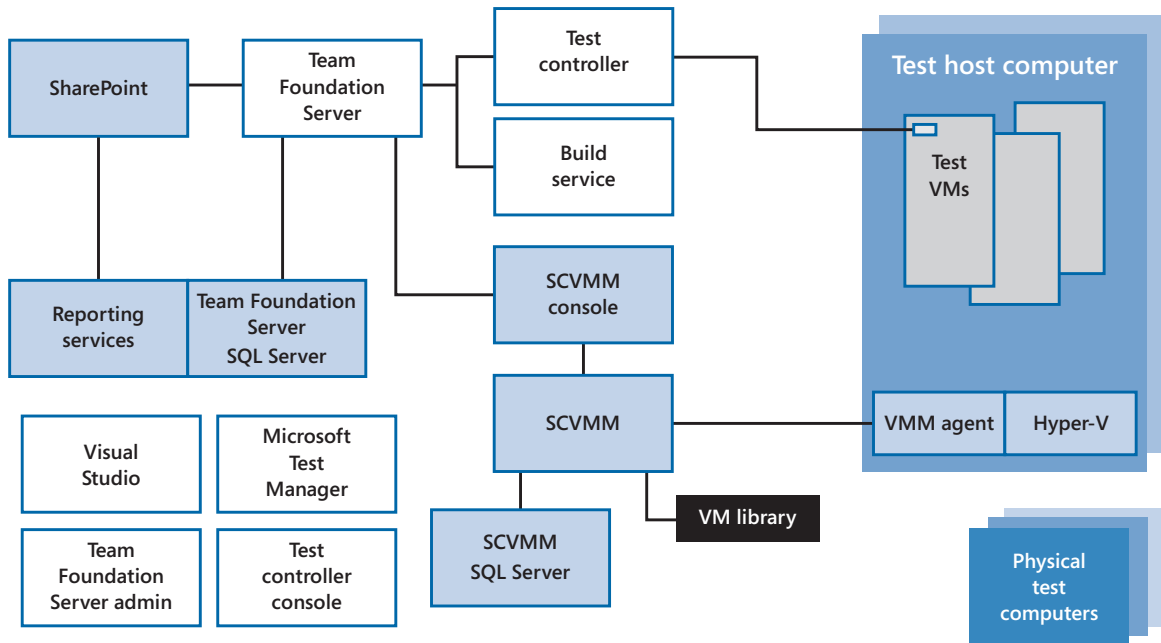 SharePoint
Team
Foundation
Server
Test
controller
Build
service
Test host computer
Test
VMs
Reporting
services
Team Foundation
Server
SQL Server
SCVMM
console
SCVMM
VMM agent
Hyper-V
Visual
Studio
Microsoft
Test
Manager
VM library
Team
Foundation
Server admin
Test
controller
console
SCVMM
SQL Server
Physical
test
computers